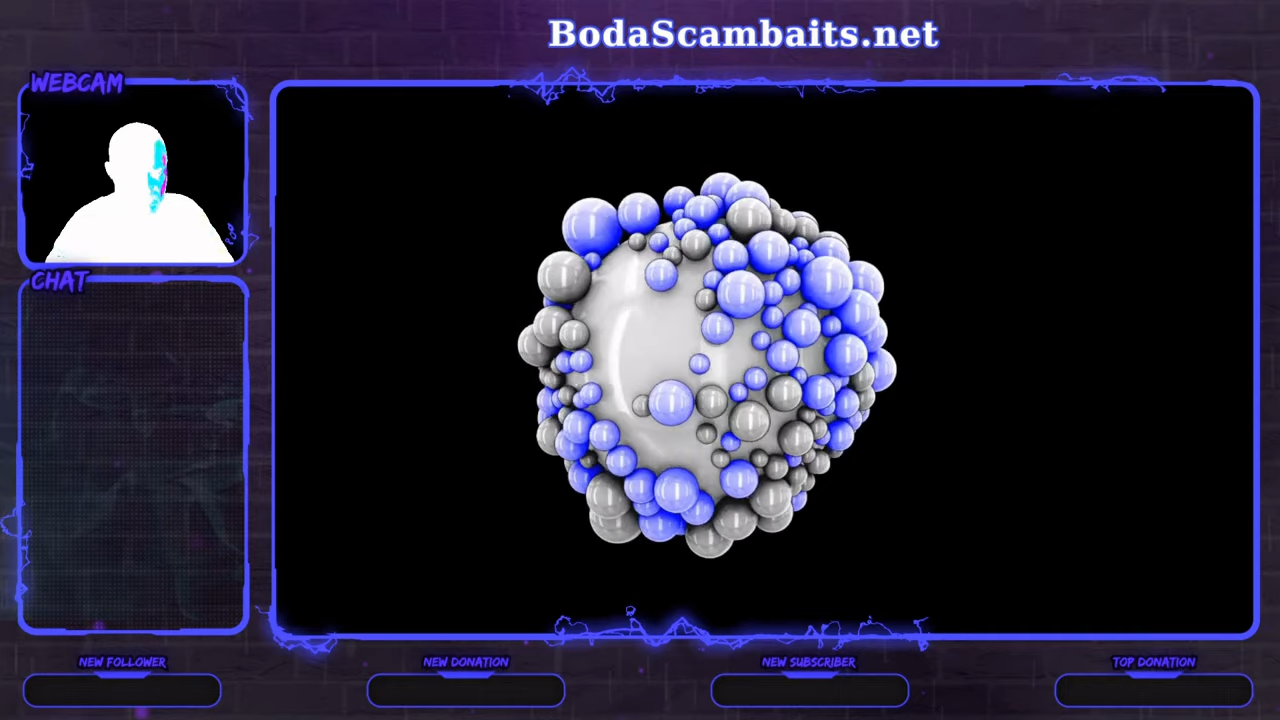 BodaScambaits.net
WEBCAM
CHAT
NEW FOLLOWER
NEW DONATION
NEW SUBSCRIBER
TOP DONATION